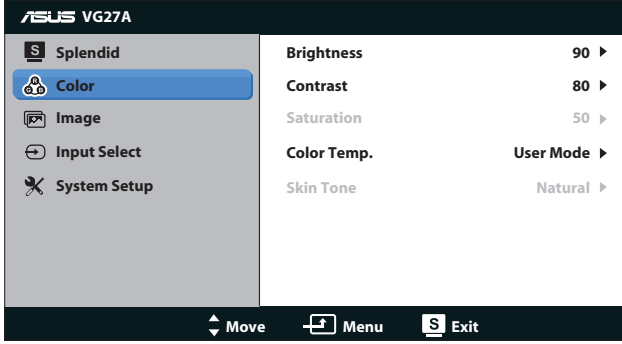 ASUS VG27A
S Splendid
R G B Color
Image
Input Select
System Setup
Brightness 90
Contrast 80
Saturation 50
Color Temp. User Mode
Skin Tone Natural
Move Menu S Exit